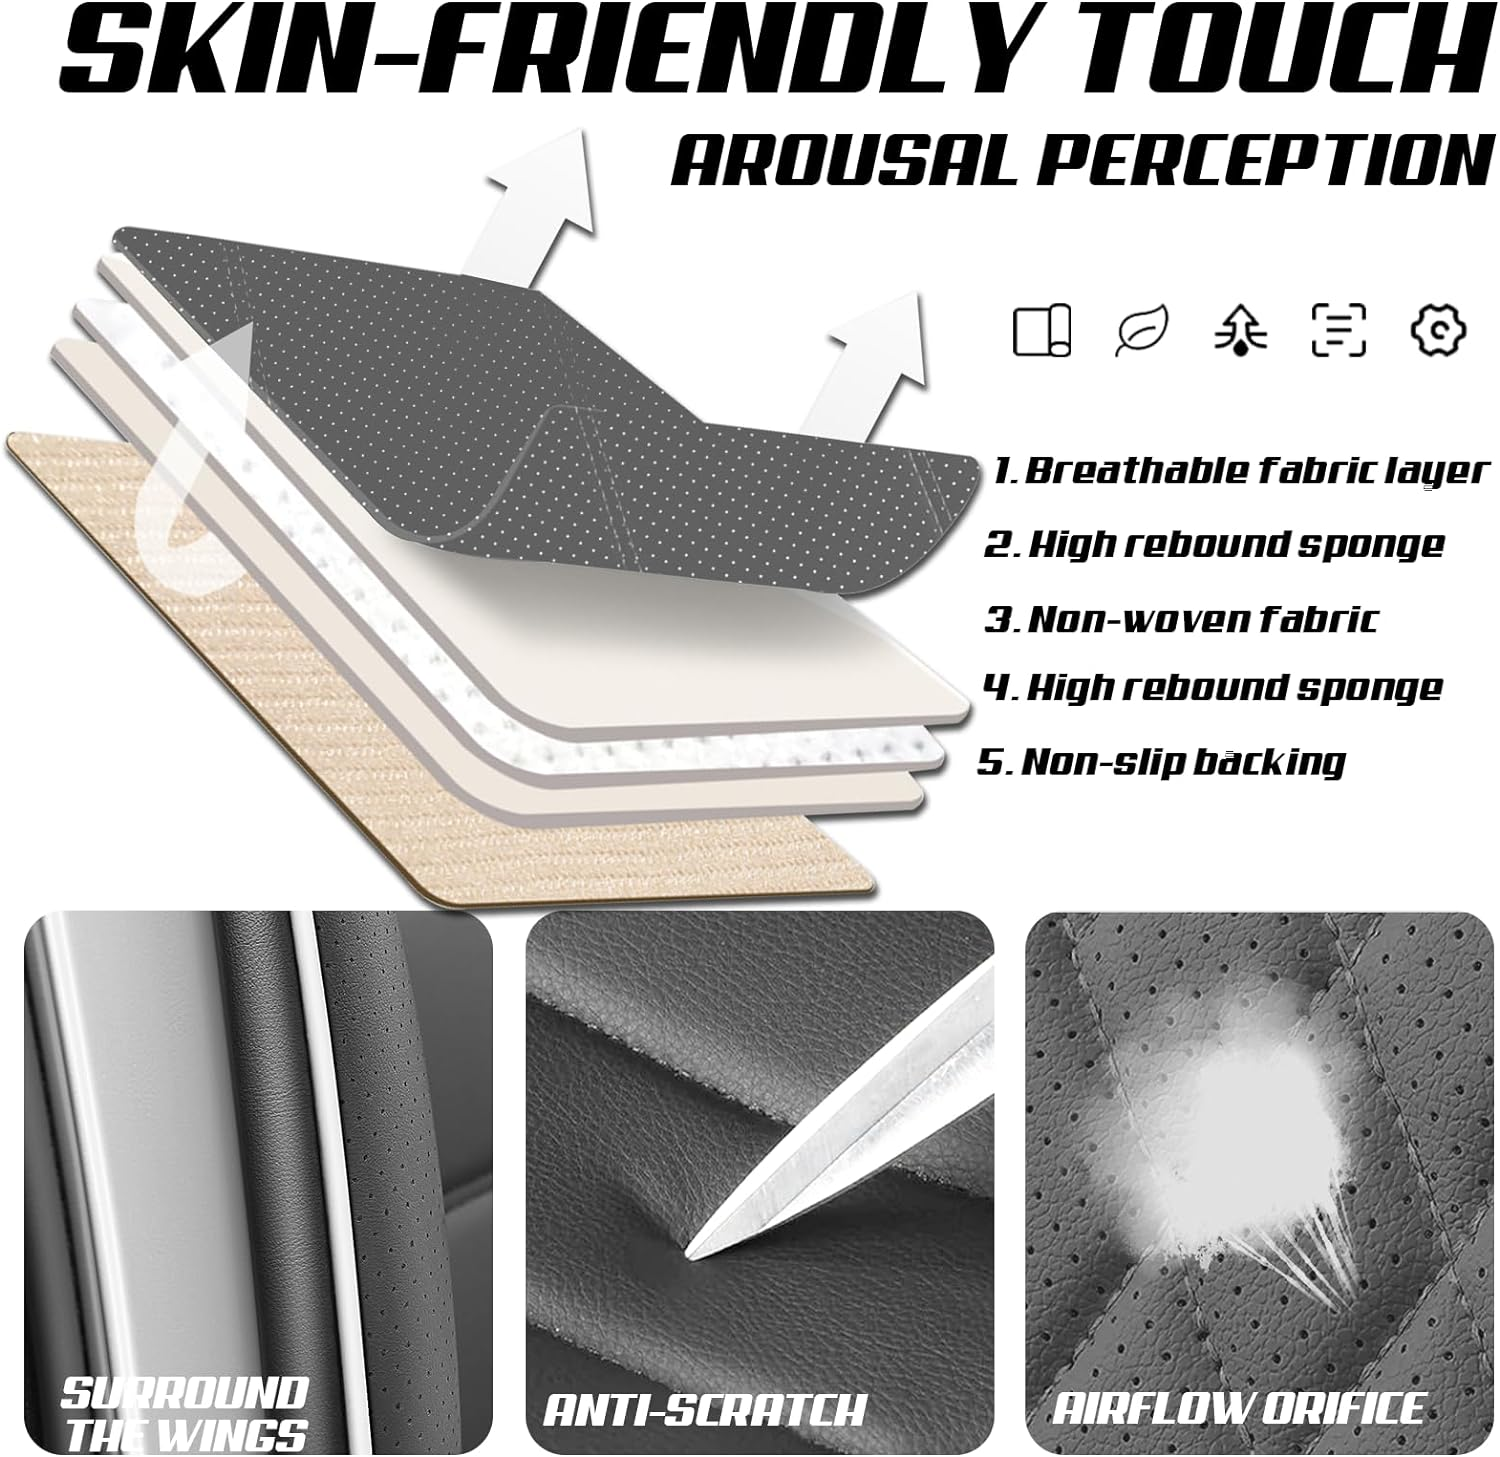 SKIN-FRIENDLY TOUCH
AROUSAL PERCEPTION
1. Breathable fabric layer
2. High rebound sponge
3. Non-woven fabric
4. High rebound sponge
5. Non-slip backing
SURROUND
THE WINGS
ANTI-SCRATCH
AIRFLOW ORIFICE